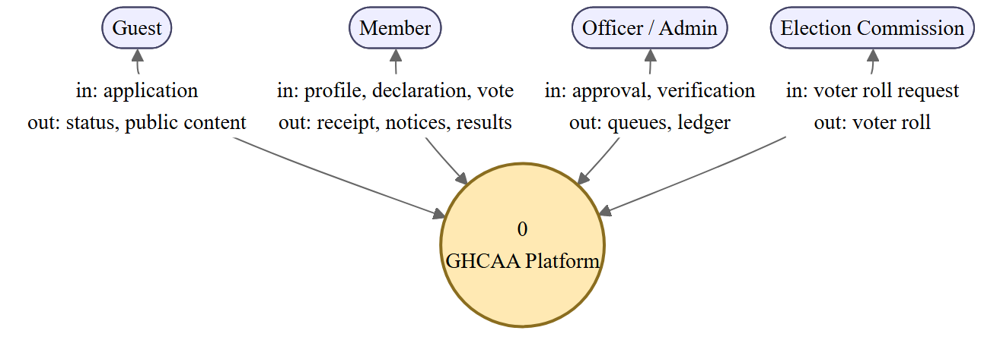 Guest
Member
Officer / Admin
Election Commission
in: application
out: status, public content
in: profile, declaration, vote
out: receipt, notices, results
in: approval, verification
out: queues, ledger
in: voter roll request
out: voter roll
0
GHCAA Platform